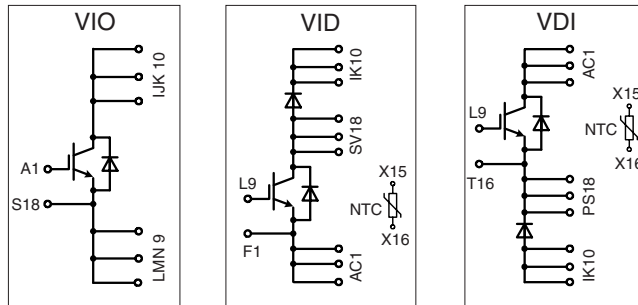 VIO
IJK 10
A1
S18
LMN 9
VID
IK10
SV18
L9
X15
NTC
X16
F1
AC1
VDI
AC1
L9
X15
NTC
X16
T16
PS18
IK10